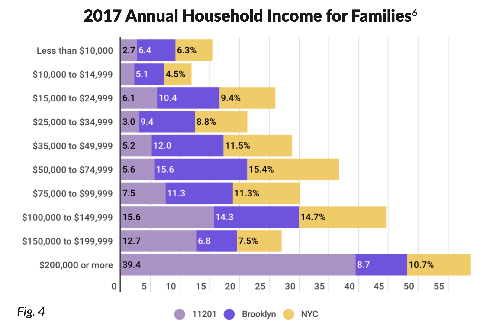 2017 Annual Household Income for Families6
Less than $10,000 2.7 6.4 6.3%
$10,000 to $14,999 5.1 4.5%
$15,000 to $24,999 6.1 10.4 9.4%
$25,000 to $34,999 3.0 9.4 8.8%
$35,000 to $49,999 5.2 12.0 11.5%
$50,000 to $74,999 5.6 15.6 15.4%
$75,000 to $99,999 7.5 11.3 11.3%
$100,000 to $149,999 15.6 14.3 14.7%
$150,000 to $199,999 12.7 6.8 7.5%
$200,000 or more 39.4 8.7 10.7%
0 5 10 15 20 25 30 35 40 45 50 55
Fig. 4
11201 Brooklyn NYC